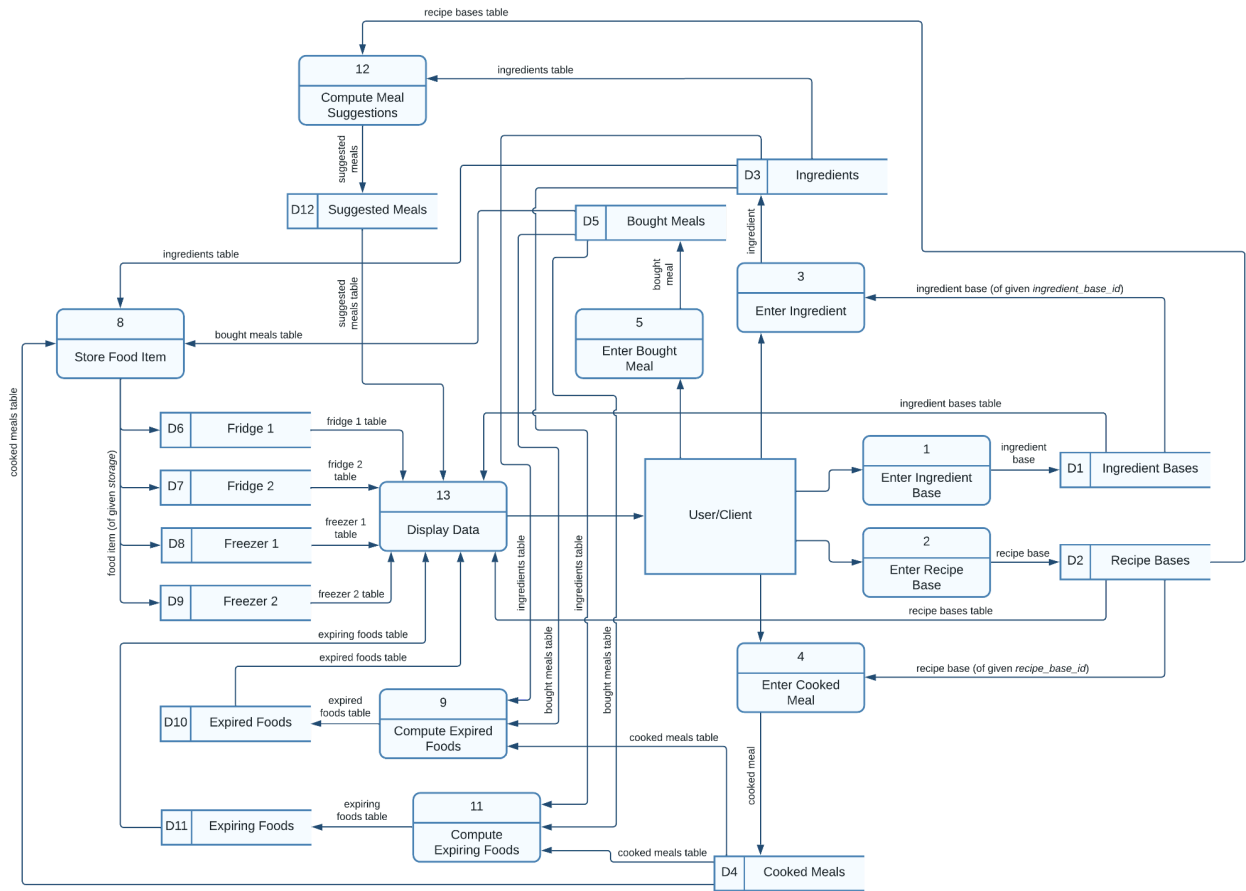 recipe bases table
12
Compute Meal
Suggestions
ingredients table
suggested
meals
D3 Ingredients
D12 Suggested Meals
D5 Bought Meals
ingredient
ingredients table
bought
meal
3
Enter Ingredient
ingredient base (of given ingredient_base_id)
suggested
meals table
8
Store Food Item
bought meals table
5
Enter Bought
Meal
cooked meals table
ingredient bases table
D6 Fridge 1
fridge 1 table
1
Enter Ingredient
Base
ingredient
base
D1 Ingredient Bases
food item (of given storage)
D7 Fridge 2
fridge 2
table
13
Display Data
User/Client
D8 Freezer 1
freezer 1
table
2
Enter Recipe
Base
recipe base
D2 Recipe Bases
D9 Freezer 2
freezer 2 table
ingredients table
ingredients table
recipe bases table
expiring foods table
expired foods table
bought meals table
bought meals table
4
Enter Cooked
Meal
recipe base (of given recipe_base_id)
D10 Expired Foods
expired
foods table
9
Compute Expired
Foods
cooked meals table
cooked meal
D11 Expiring Foods
expiring
foods table
11
Compute
Expiring Foods
cooked meals table
D4 Cooked Meals